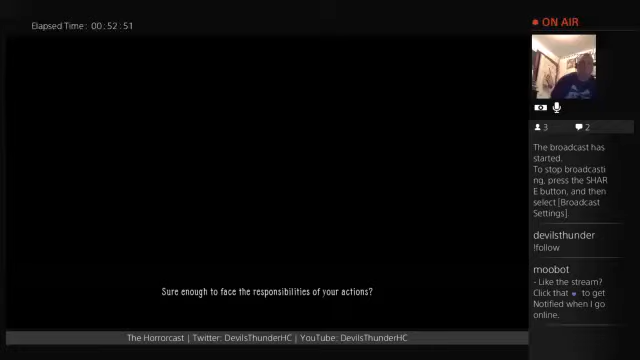 Elapsed Time : 00 : 52 : 51
ON AIR
3
2
The broadcast has
started.
To stop broadcasti
ng, press the SHAR
E button, and then
select [Broadcast
Settings].
devilsthunder
!follow
moobot
- Like the stream?
Click that ♥ to get
Notified when I go
online.
Sure enough to face the responsibilities of your actions?
The Horrorcast | Twitter: DevilsThunderHC | YouTube: DevilsThunderHC